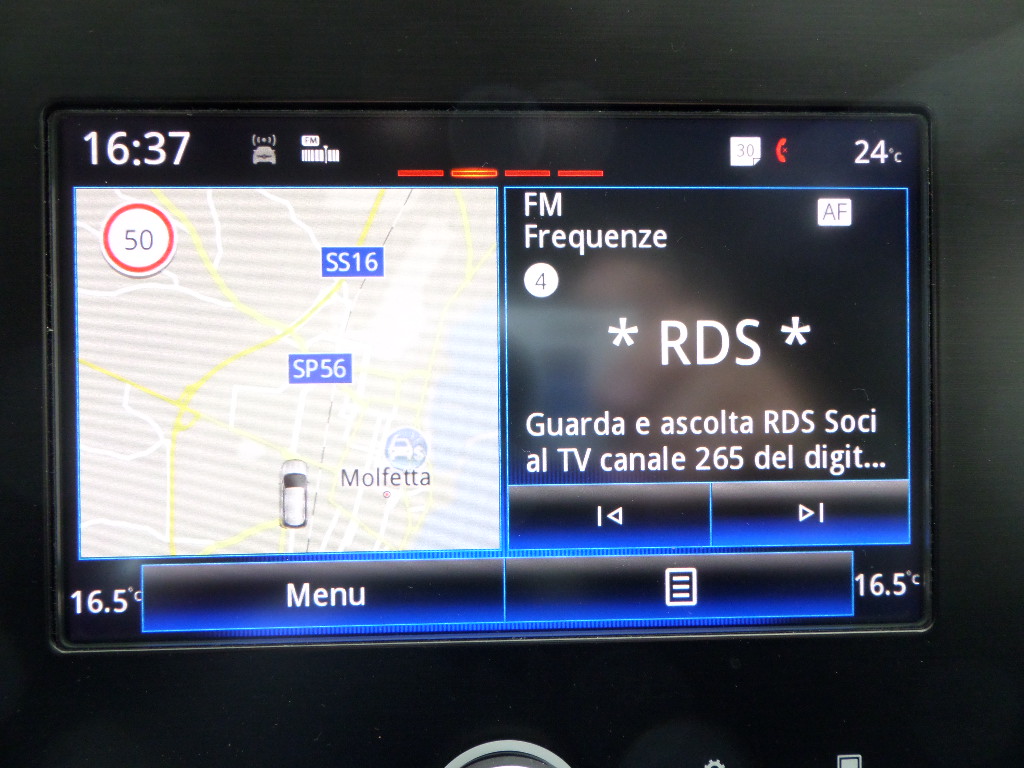 16:37
FM
30
24°C
50
SS16
SP56
Molfetta
FM
AF
Frequenze
4
* RDS *
Guarda e ascolta RDS Soci
al TV canale 265 del digit...
16.5°C
Menu
16.5°C